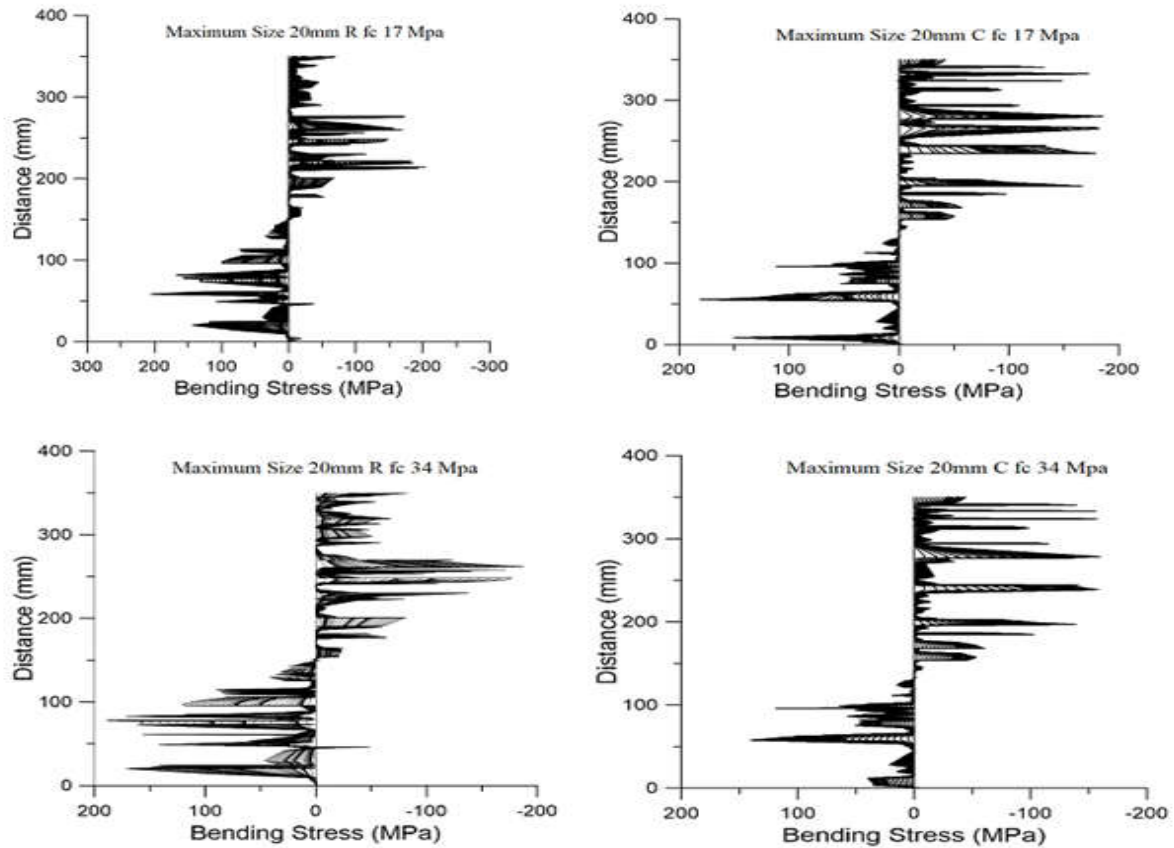 Maximum Size 20mm R fc 17 Mpa
400
300
200
100
0
Distance (mm)
300 200 100 0 -100 -200 -300
Bending Stress (MPa)
Maximum Size 20mm C fc 17 Mpa
400
300
200
100
0
Distance (mm)
200 100 0 -100 -200
Bending Stress (MPa)
Maximum Size 20mm R fc 34 Mpa
400
300
200
100
0
Distance (mm)
200 100 0 -100 -200
Bending Stress (MPa)
Maximum Size 20mm C fc 34 Mpa
400
300
200
100
0
Distance (mm)
200 100 0 -100 -200
Bending Stress (MPa)